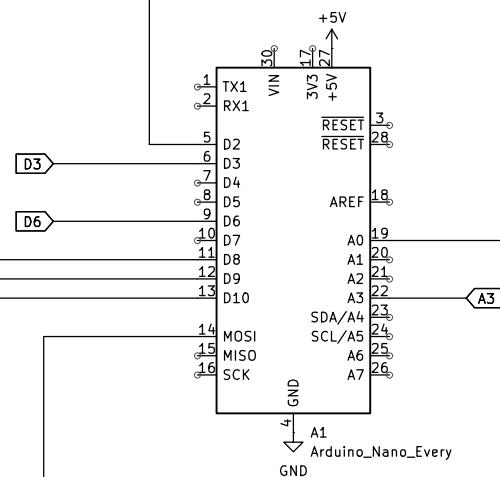 +5V
30
17
27
VIN
3V3
+5V
1 TX1
2 RX1
RESET 3
5 D2
RESET 28
D3
6 D3
7 D4
8 D5
AREF 18
D6
9 D6
10 D7
A0 19
11 D8
A1 20
12 D9
A2 21
13 D10
A3 22
A3
SDA/A4 23
14 MOSI
SCL/A5 24
15 MISO
A6 25
16 SCK
A7 26
GND
4
A1
Arduino_Nano_Every
GND